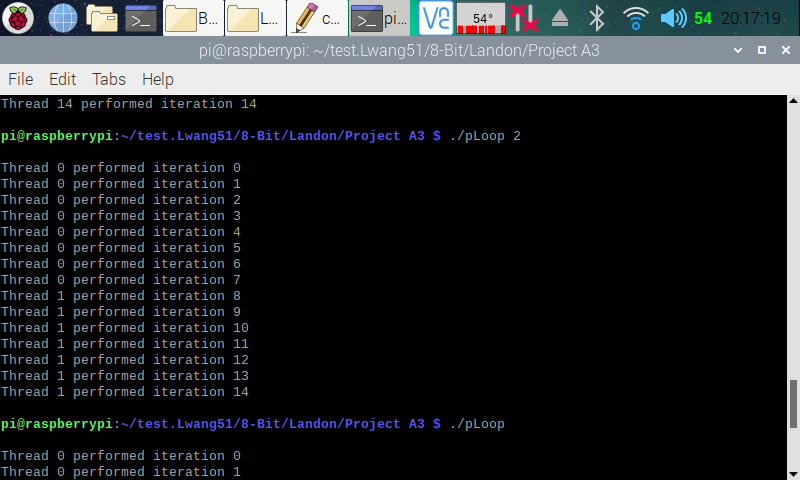 B...
L...
c...
pi...
54°
54
20:17:19
pi@raspberrypi: ~/test.Lwang51/8-Bit/Landon/Project A3
File Edit Tabs Help
Thread 14 performed iteration 14
pi@raspberrypi:~/test.Lwang51/8-Bit/Landon/Project A3 $ ./pLoop 2
Thread 0 performed iteration 0
Thread 0 performed iteration 1
Thread 0 performed iteration 2
Thread 0 performed iteration 3
Thread 0 performed iteration 4
Thread 0 performed iteration 5
Thread 0 performed iteration 6
Thread 0 performed iteration 7
Thread 1 performed iteration 8
Thread 1 performed iteration 9
Thread 1 performed iteration 10
Thread 1 performed iteration 11
Thread 1 performed iteration 12
Thread 1 performed iteration 13
Thread 1 performed iteration 14
pi@raspberrypi:~/test.Lwang51/8-Bit/Landon/Project A3 $ ./pLoop
Thread 0 performed iteration 0
Thread 0 performed iteration 1